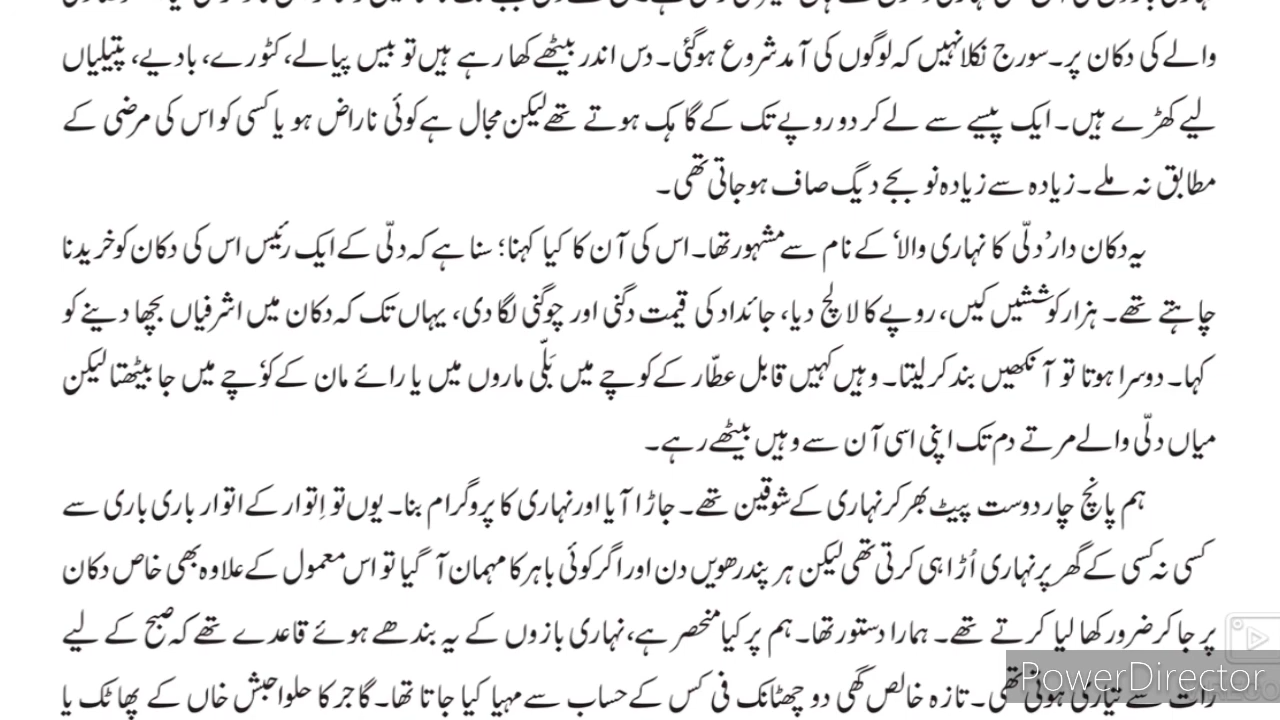 والے کی دکان پر۔ سورج نکلا نہیں کہ لوگوں کی آمد شروع ہوگئی۔ دس اندر بیٹھے کھا رہے ہیں تو بیس پیالے، کٹورے، بادیے، پتیلیاں
لیے کھڑے ہیں۔ ایک پیسے سے لے کر دو روپے تک کے گاہک ہوتے تھے لیکن مجال ہے کوئی ناراض ہو یا کسی کو اس کی مرضی کے
مطابق نہ ملے۔ زیادہ سے زیادہ نو بجے دیگ صاف ہو جاتی تھی۔
یہ دکان دار ’دلّی کا نہاری والا‘ کے نام سے مشہور تھا۔ اس کی آن کا کیا کہنا؛ سنا ہے کہ دلّی کے ایک رئیس اس کی دکان کو خریدنا
چاہتے تھے۔ ہزار کوششیں کیں، روپے کا لالچ دیا، جائداد کی قیمت دگنی اور چوگنی لگا دی، یہاں تک کہ دکان میں اشرفیاں بچھا دینے کو
کہا۔ دوسرا ہوتا تو آنکھیں بند کر لیتا۔ وہیں کہیں قابل عطّار کے کوچے میں بَلّی ماروں میں یا رائے مان کے کوٗچے میں جا بیٹھتا لیکن
میاں دلّی والے مرتے دم تک اپنی اسی آن سے وہیں بیٹھے رہے۔
ہم پانچ چار دوست پیٹ بھر کر نہاری کے شوقین تھے۔ جاڑا آیا اور نہاری کا پروگرام بنا۔ یوں تو اِتوار کے اتوار باری باری سے
کسی نہ کسی کے گھر پر نہاری اُڑا ہی کرتی تھی لیکن ہر پندرھویں دن اور اگر کوئی باہر کا مہمان آ گیا تو اس معمول کے علاوہ بھی خاص دکان
پر جا کر ضرور کھا لیا کرتے تھے۔ ہمارا دستور تھا۔ ہم پر کیا منحصر ہے، نہاری بازوں کے یہ بندھے ہوئے قاعدے تھے کہ صبح کے لیے
رات سے تیاری ہوتی تھی۔ تازہ خالص گھی دو چھٹانک فی کس کے حساب سے مہیا کیا جاتا تھا۔ گاجر کا حلوا حبش خاں کے پھاٹک یا
PowerDirector